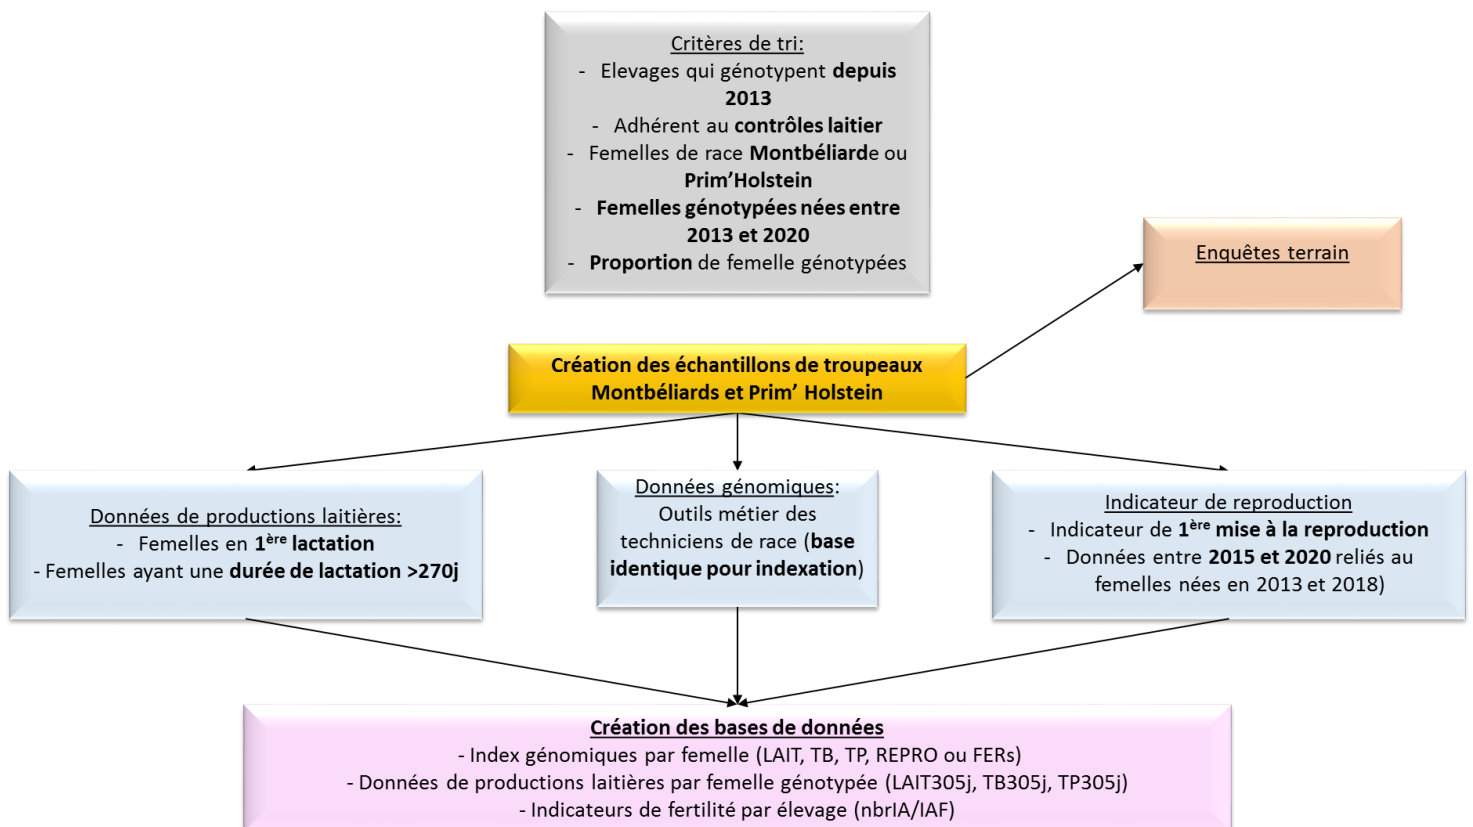 Critères de tri:
- Elevages qui génotypent depuis
2013
- Adhérent au contrôles laitier
- Femelles de race Montbéliarde ou
Prim’Holstein
- Femelles génotypées nées entre
2013 et 2020
- Proportion de femelle génotypées
Enquêtes terrain
Création des échantillons de troupeaux
Montbéliards et Prim’ Holstein
Données de productions laitières:
- Femelles en 1ère lactation
- Femelles ayant une durée de lactation >270j
Données génomiques:
Outils métier des
techniciens de race (base
identique pour indexation)
Indicateur de reproduction
- Indicateur de 1ère mise à la reproduction
- Données entre 2015 et 2020 reliés au
femelles nées en 2013 et 2018)
Création des bases de données
- Index génomiques par femelle (LAIT, TB, TP, REPRO ou FERs)
- Données de productions laitières par femelle génotypée (LAIT305j, TB305j, TP305j)
- Indicateurs de fertilité par élevage (nbrIA/IAF)